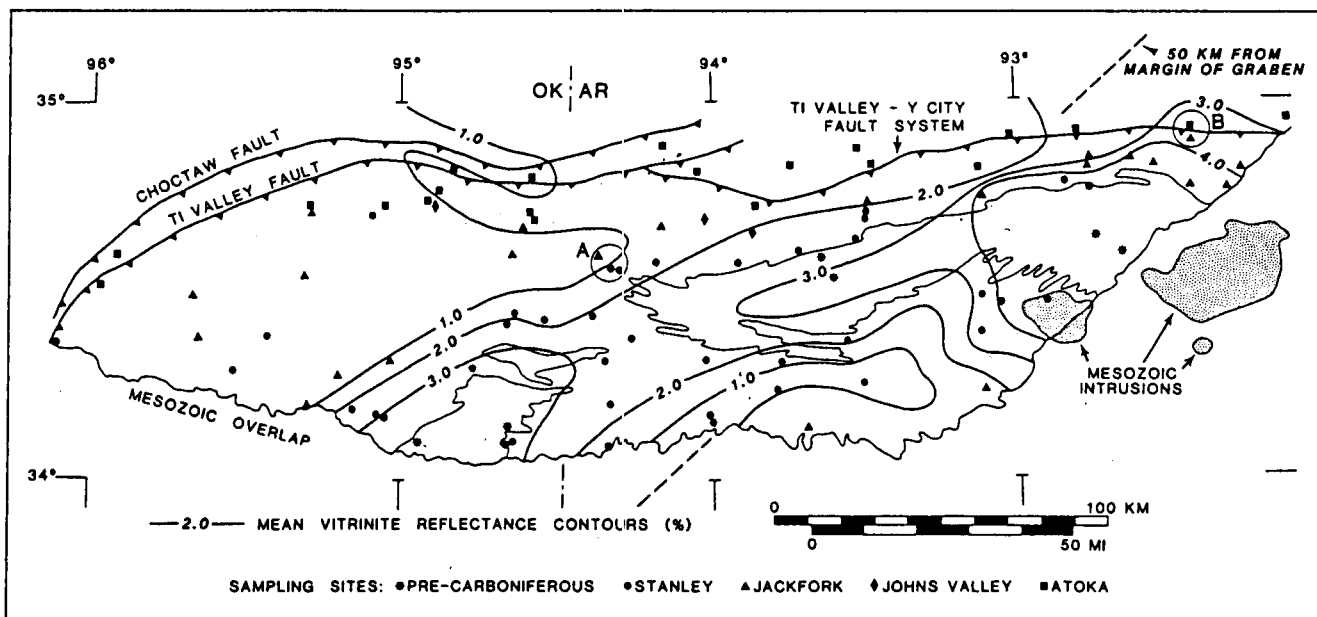 96°
95°
94°
93°
50 KM FROM
MARGIN OF GRABEN
35°
OK AR
TI VALLEY - Y CITY
FAULT SYSTEM
3.0
B
1.0
4.0
CHOCTAW FAULT
TI VALLEY FAULT
2.0
A
3.0
1.0
2.0
3.0
2.0
1.0
MESOZOIC
INTRUSIONS
MESOZOIC OVERLAP
34°
2.0 MEAN VITRINITE REFLECTANCE CONTOURS (%)
0 100 KM
0 50 MI
SAMPLING SITES: PRE-CARBONIFEROUS STANLEY JACKFORK JOHNS VALLEY ATOKA